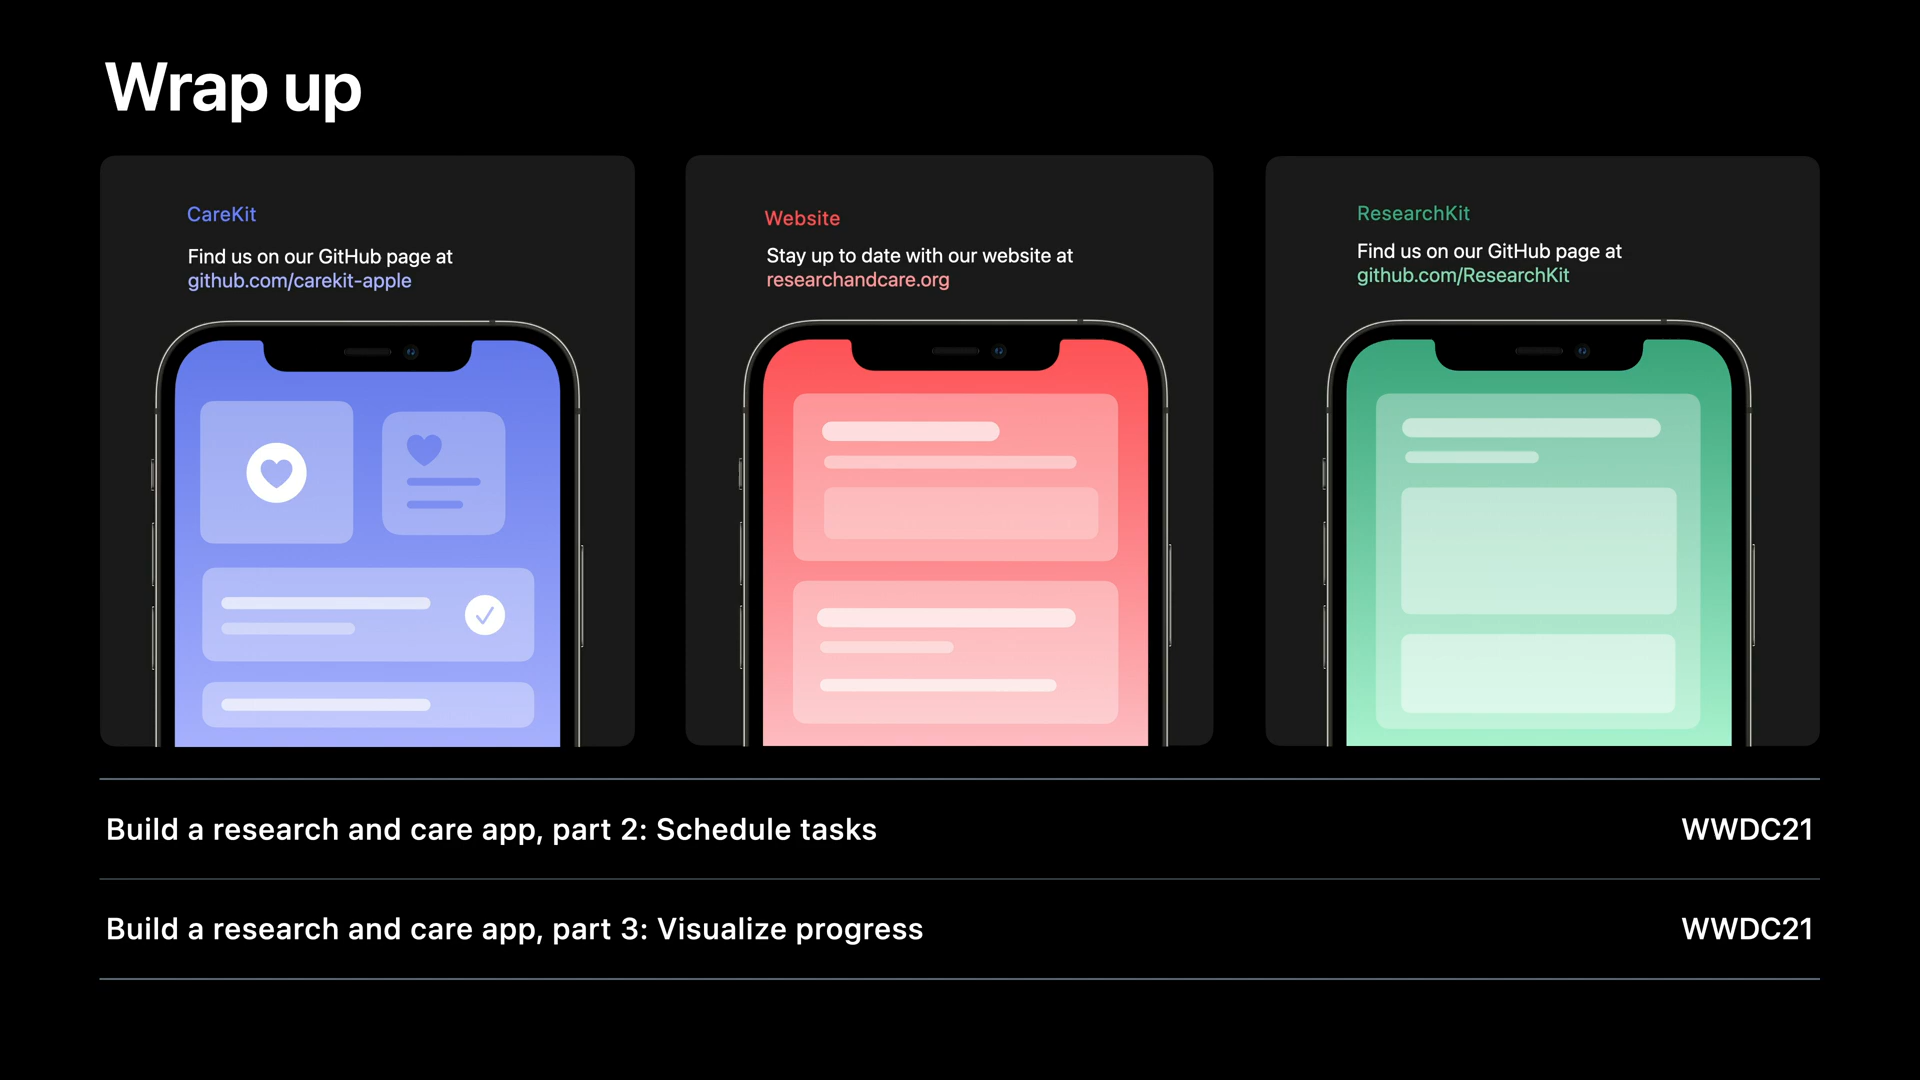 Wrap up
CareKit
Find us on our GitHub page at
github.com/carekit-apple
Website
Stay up to date with our website at
researchandcare.org
ResearchKit
Find us on our GitHub page at
github.com/ResearchKit
Build a research and care app, part 2: Schedule tasks WWDC21
Build a research and care app, part 3: Visualize progress WWDC21